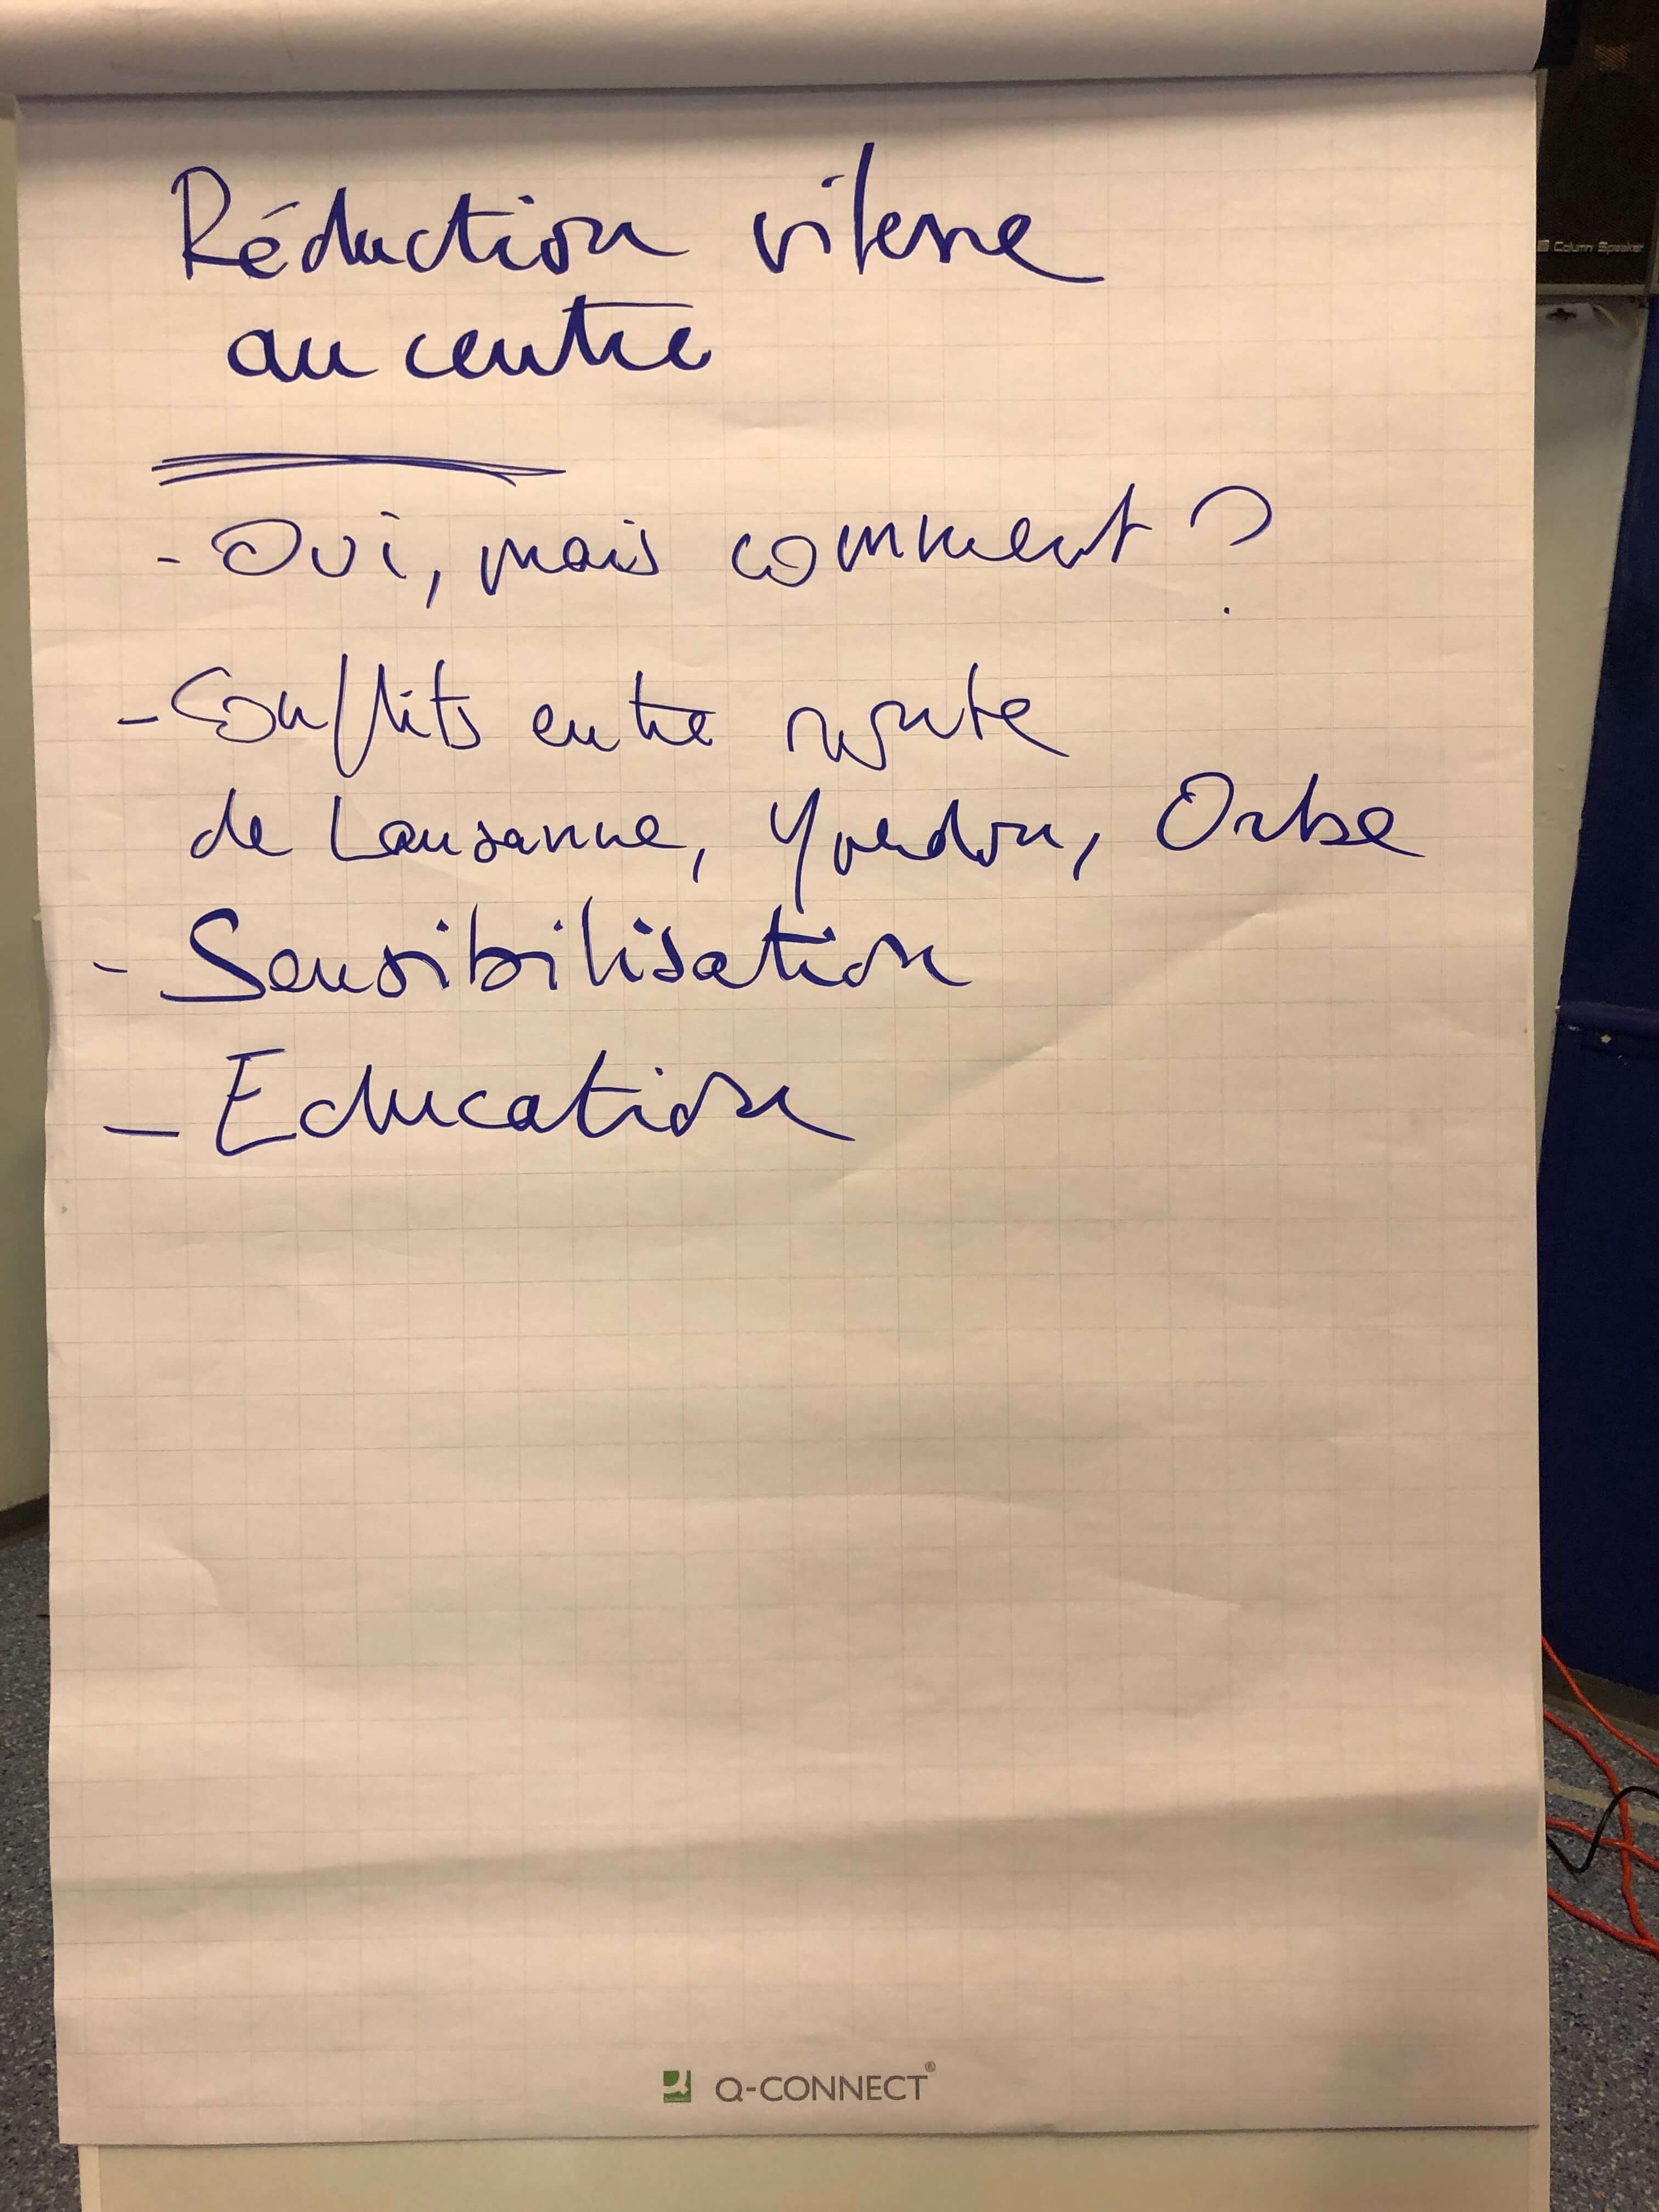 Réduction vitesse
au centre
- Oui, mais comment ?
- Conflits entre route
de Lausanne, Yverdon, Orbe
- Sensibilisation
- Education
Q-CONNECT®
Column Speaker